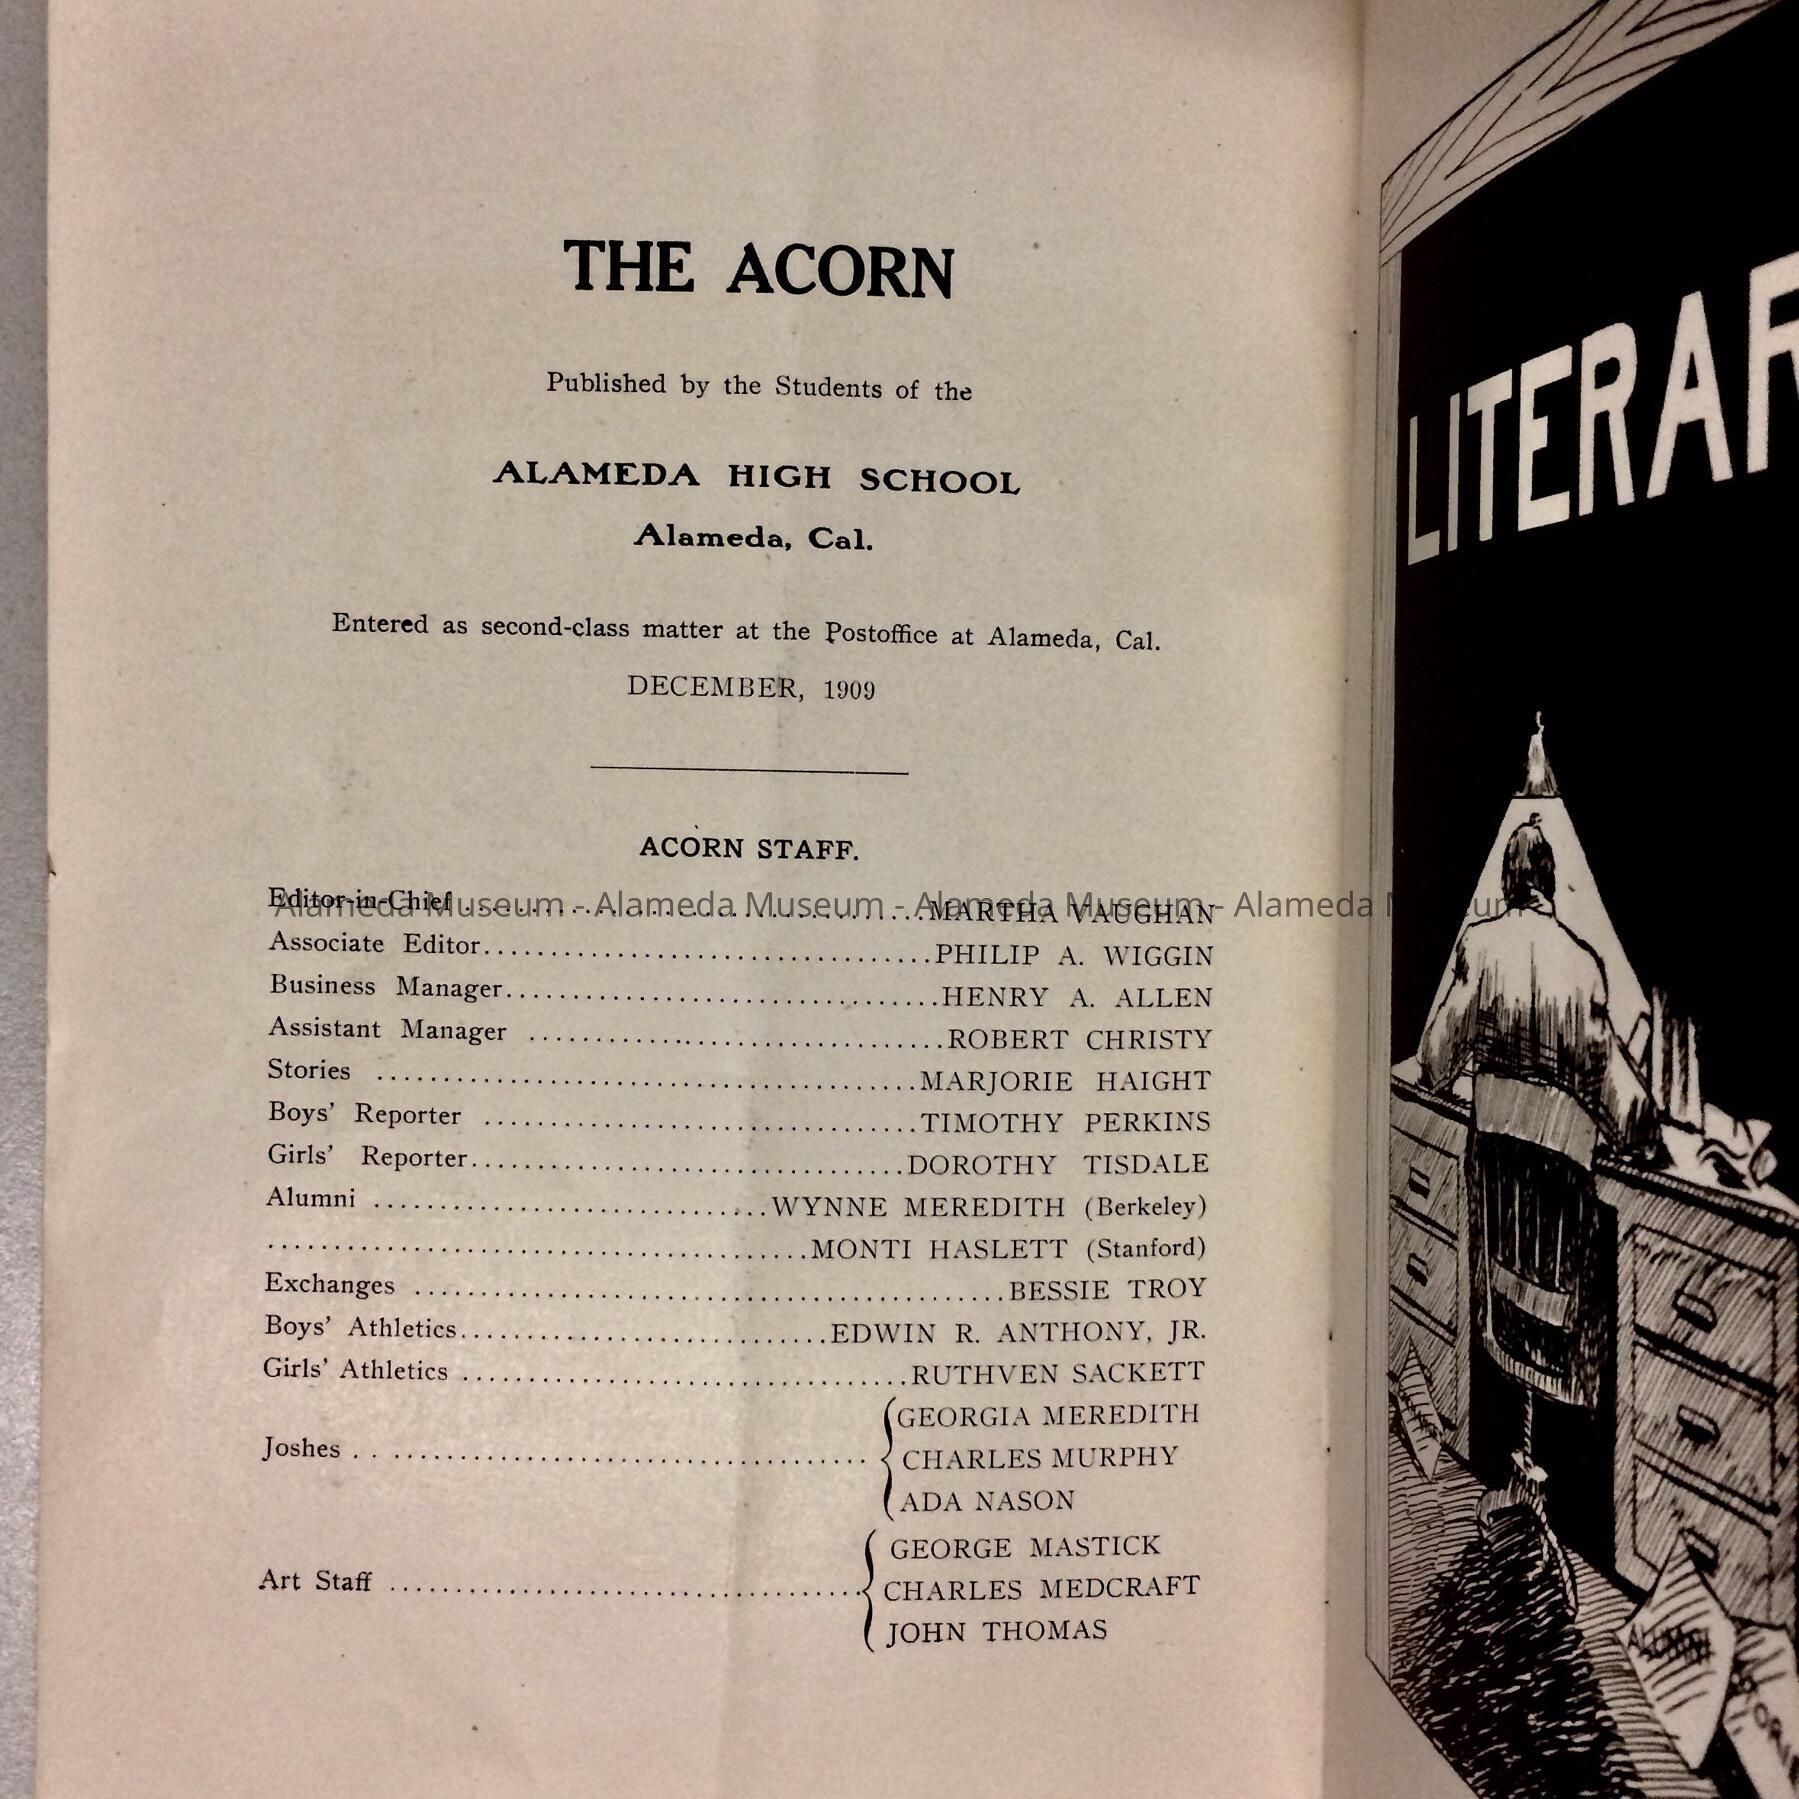 THE ACORN
Published by the Students of the
ALAMEDA HIGH SCHOOL
Alameda, Cal.
Entered as second-class matter at the Postoffice at Alameda, Cal.
DECEMBER, 1909
ACORN STAFF.
Editor-in-Chief ................................ MARTHA VAUGHAN
Alameda Museum - Alameda Museum - Alameda Museum - Alameda Museum
Associate Editor................................PHILIP A. WIGGIN
Business Manager................................HENRY A. ALLEN
Assistant Manager ................................ROBERT CHRISTY
Stories ................................MARJORIE HAIGHT
Boys' Reporter ................................TIMOTHY PERKINS
Girls' Reporter................................DOROTHY TISDALE
Alumni ................................WYNNE MEREDITH (Berkeley)
................................MONTI HASLETT (Stanford)
Exchanges ................................BESSIE TROY
Boys' Athletics................................EDWIN R. ANTHONY, JR.
Girls' Athletics ................................RUTHVEN SACKETT
GEORGIA MEREDITH
Joshes ................................ CHARLES MURPHY
ADA NASON
GEORGE MASTICK
Art Staff ................................ CHARLES MEDCRAFT
JOHN THOMAS
LITERAR
ALUMNI